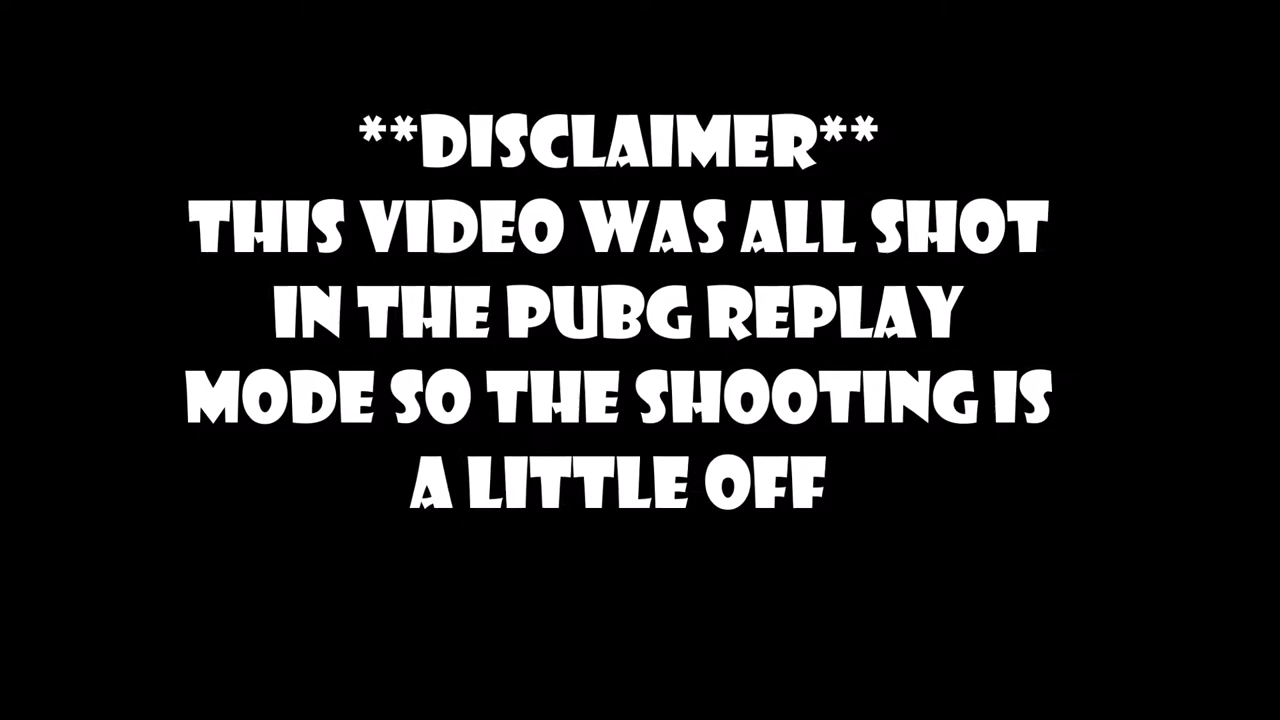 **DISCLAIMER**
THIS VIDEO WAS ALL SHOT
IN THE PUBG REPLAY
MODE SO THE SHOOTING IS
A LITTLE OFF